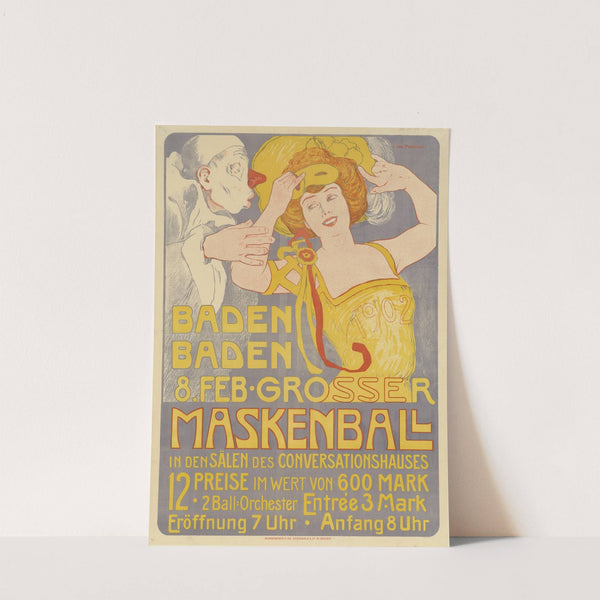 1902
BADEN
BADEN
8. FEB · GROSSER
MASKENBALL
IN DEN SÄLEN DES CONVERSATIONSHAUSES
12 PREISE IM WERT VON 600 MARK
· 2 Ball-Orchester Entrée 3 Mark
Eröffnung 7 Uhr · Anfang 8 Uhr